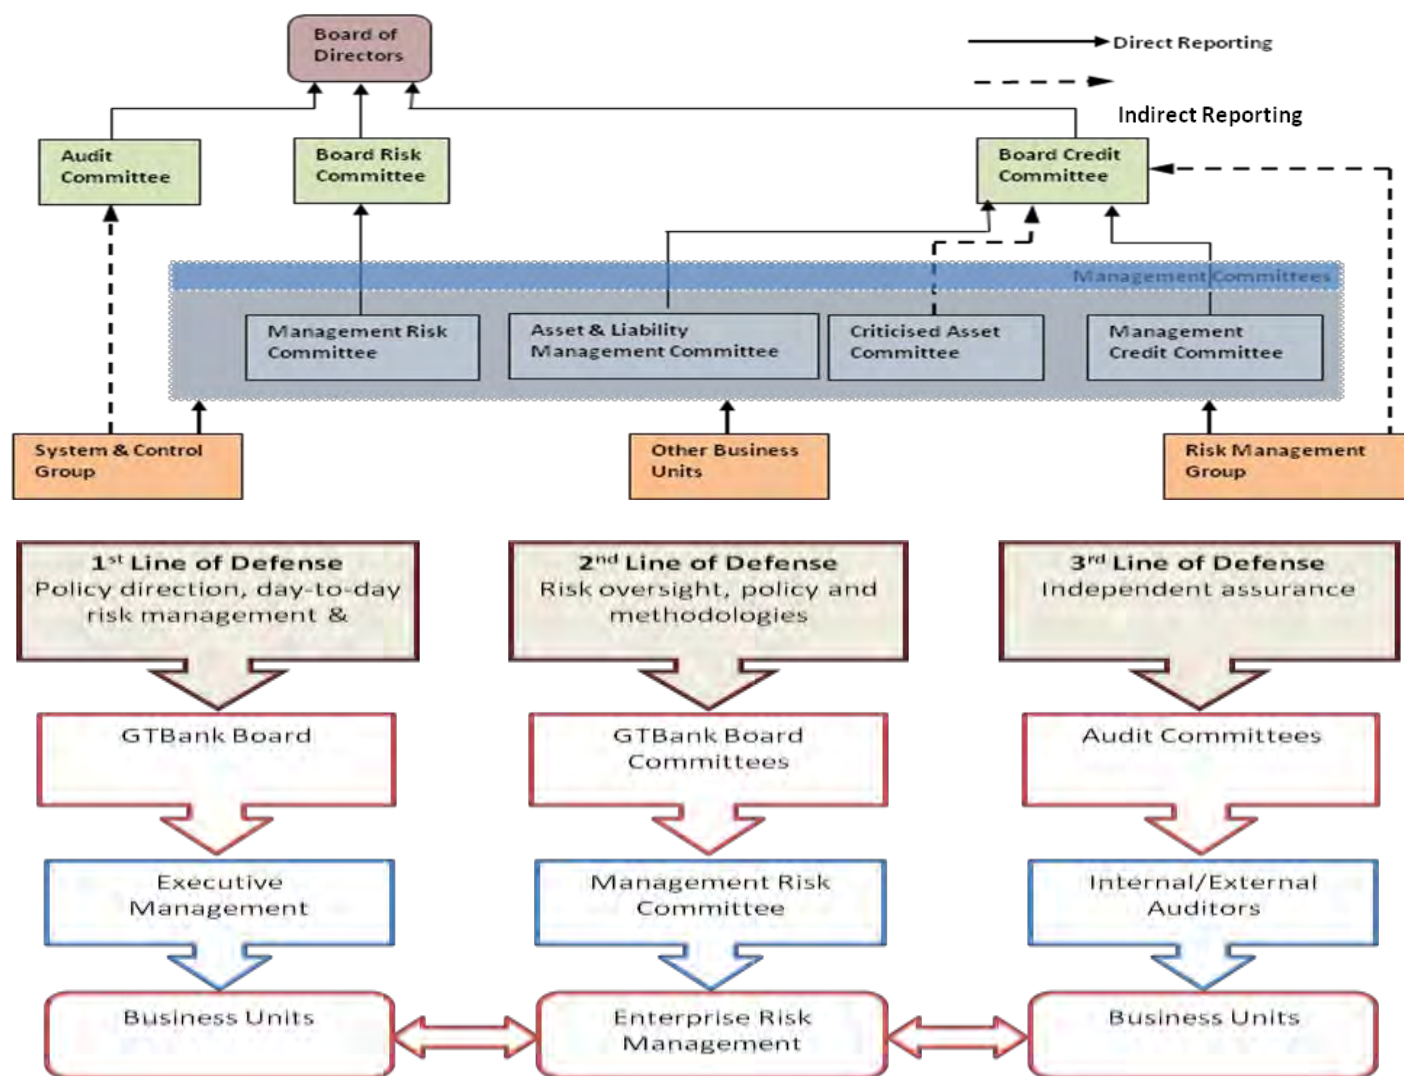 Board of
Directors
Direct Reporting
Indirect Reporting
Audit
Committee
Board Risk
Committee
Board Credit
Committee
Management Committees
Management Risk
Committee
Asset & Liability
Management Committee
Criticised Asset
Committee
Management
Credit Committee
System & Control
Group
Other Business
Units
Risk Management
Group
1st Line of Defense
Policy direction, day-to-day
risk management &
2nd Line of Defense
Risk oversight, policy and
methodologies
3rd Line of Defense
Independent assurance
GTBank Board
GTBank Board
Committees
Audit Committees
Executive
Management
Management Risk
Committee
Internal/External
Auditors
Business Units
Enterprise Risk
Management
Business Units